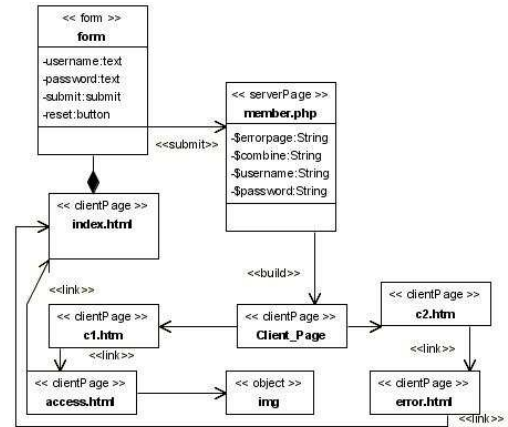 << form >>
form
-username:text
-password:text
-submit:submit
-reset:button
<<submit>>
<< serverPage >>
member.php
-$errorpage:String
-$combine:String
-$username:String
-$password:String
<< clientPage >>
index.html
<<link>>
<<build>>
<< clientPage >>
c1.htm
<< clientPage >>
Client_Page
<< clientPage >>
c2.htm
<<link>>
<<link>>
<< clientPage >>
access.html
<< object >>
img
<< clientPage >>
error.html
<<link>>